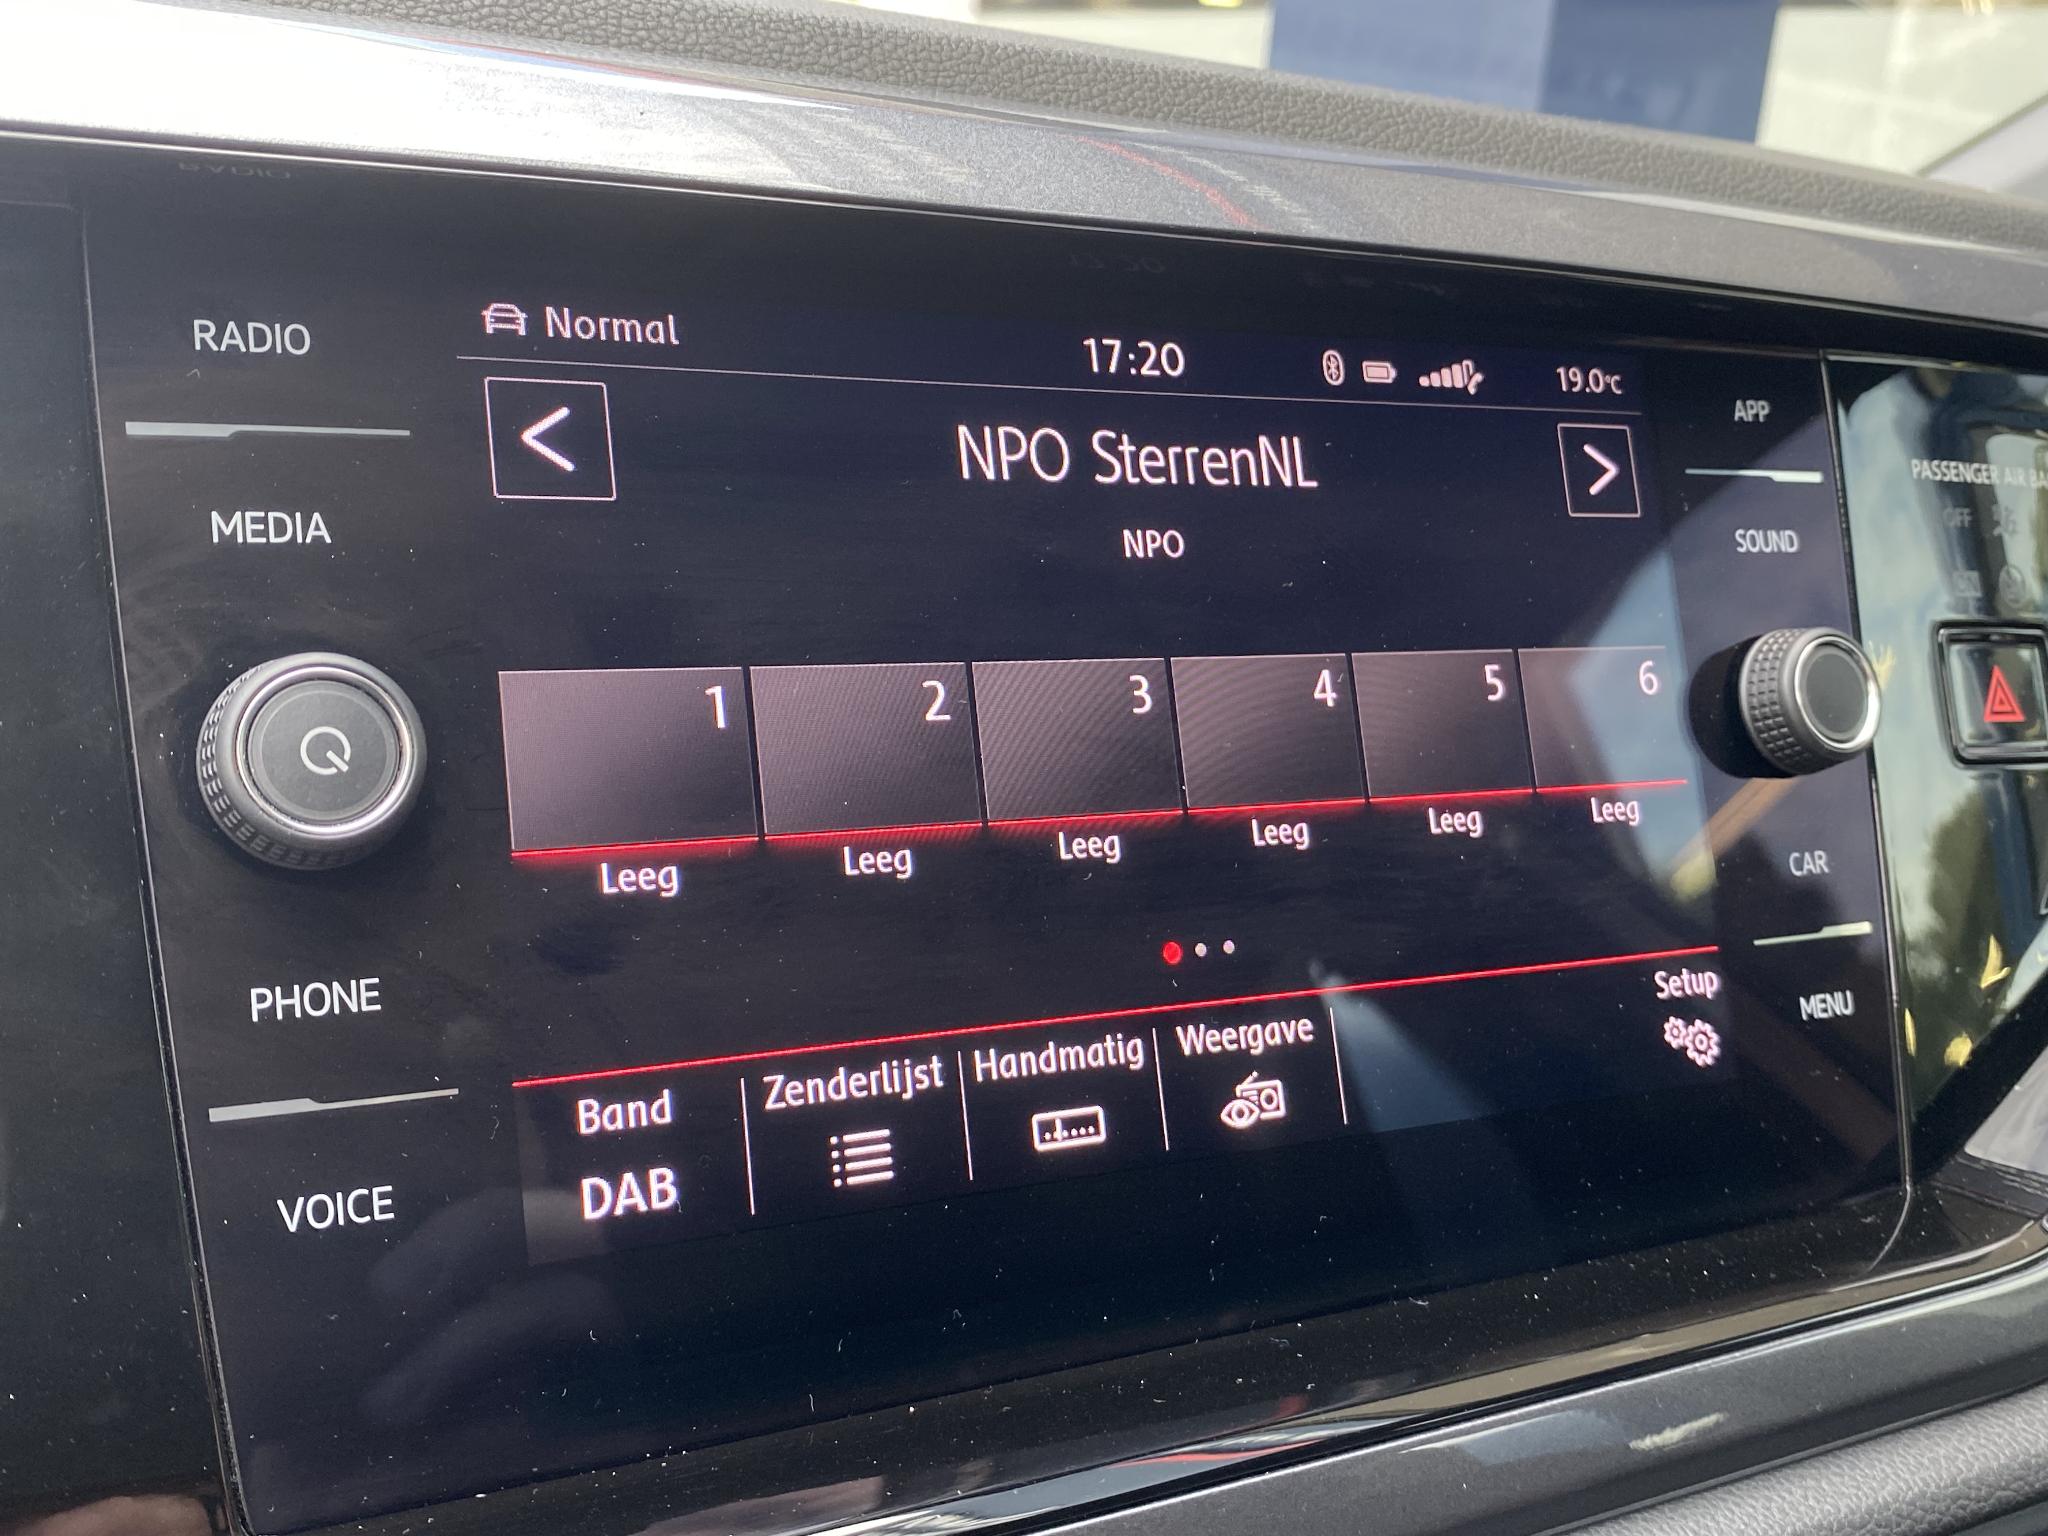 RADIO
MEDIA
PHONE
VOICE
Normal
17:20
19.0°C
NPO SterrenNL
NPO
1 2 3 4 5 6
Leeg Leeg Leeg Leeg Leeg Leeg
Band Zenderlijst Handmatig Weergave Setup
DAB
APP
SOUND
CAR
MENU
PASSENGER AIR
OFF